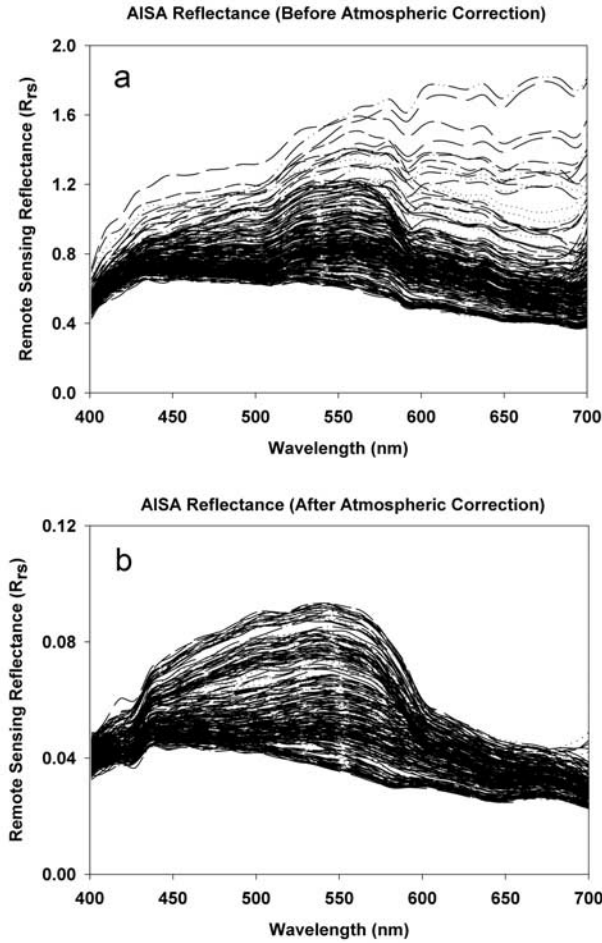 AISA Reflectance (Before Atmospheric Correction)
a
Remote Sensing Reflectance (Rrs)
2.0
1.6
1.2
0.8
0.4
0.0
400 450 500 550 600 650 700
Wavelength (nm)
AISA Reflectance (After Atmospheric Correction)
b
Remote Sensing Reflectance (Rrs)
0.12
0.08
0.04
0.00
400 450 500 550 600 650 700
Wavelength (nm)